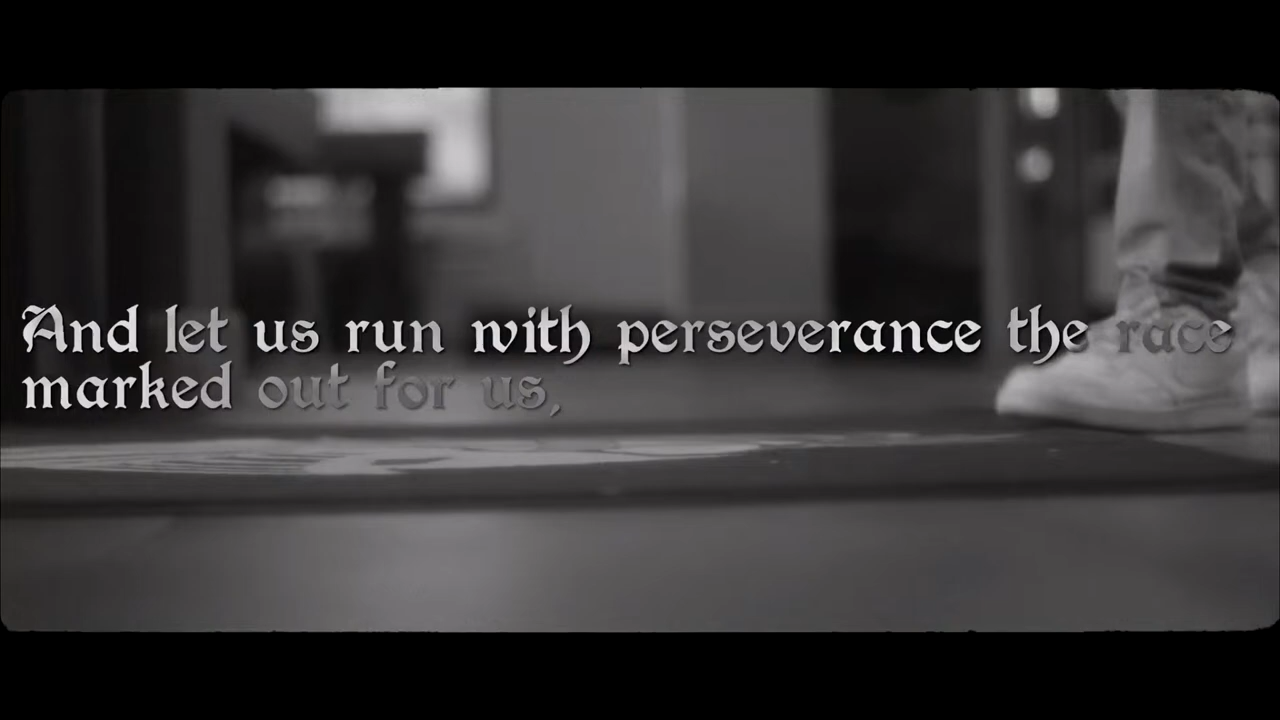 And let us run with perseverance the race
marked out for us,